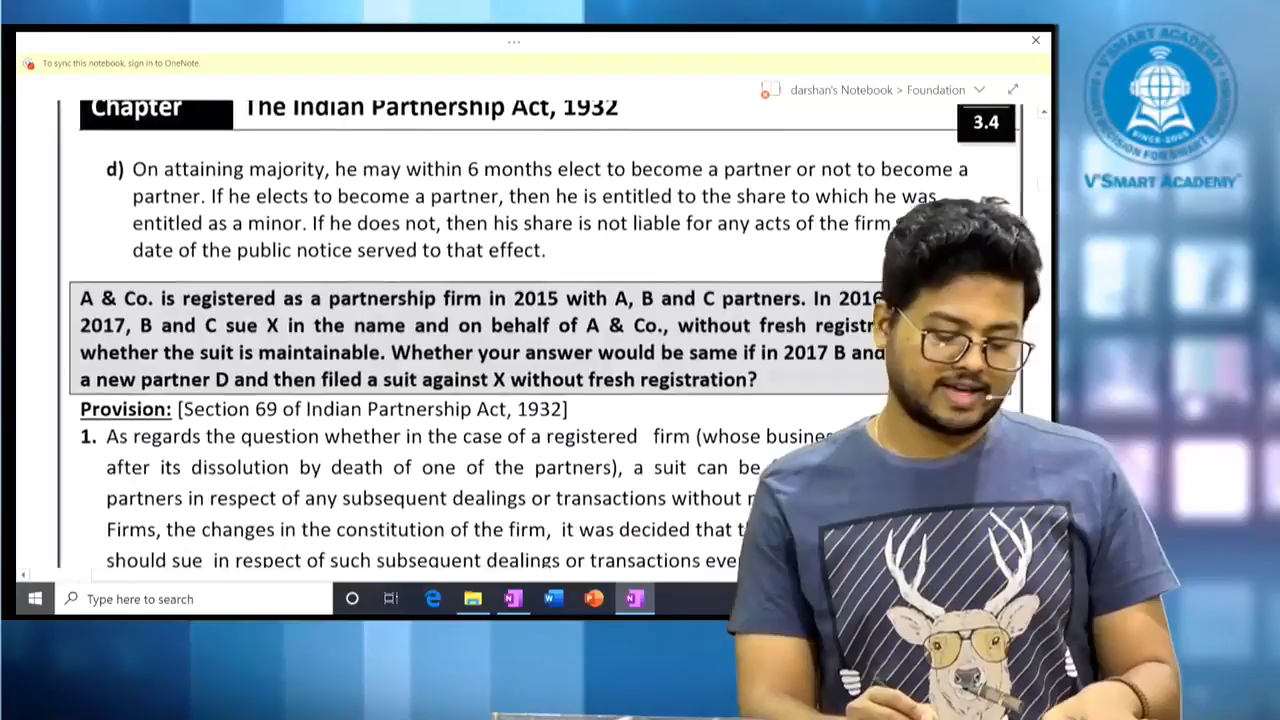 To sync this notebook, sign in to OneNote.
darshan's Notebook > Foundation
Chapter The Indian Partnership Act, 1932
3.4
d) On attaining majority, he may within 6 months elect to become a partner or not to become a
partner. If he elects to become a partner, then he is entitled to the share to which he was
entitled as a minor. If he does not, then his share is not liable for any acts of the firm
date of the public notice served to that effect.
A & Co. is registered as a partnership firm in 2015 with A, B and C partners. In 2016
2017, B and C sue X in the name and on behalf of A & Co., without fresh
whether the suit is maintainable. Whether your answer would be same if in 2017 B
a new partner D and then filed a suit against X without fresh registration?
Provision: [Section 69 of Indian Partnership Act, 1932]
1. As regards the question whether in the case of a registered firm (whose
after its dissolution by death of one of the partners), a suit can be
partners in respect of any subsequent dealings or transactions without
Firms, the changes in the constitution of the firm, it was decided that
should sue in respect of such subsequent dealings or transactions
Type here to search
V'SMART ACADEMY
SINCE-2005
V'SMART ACADEMY